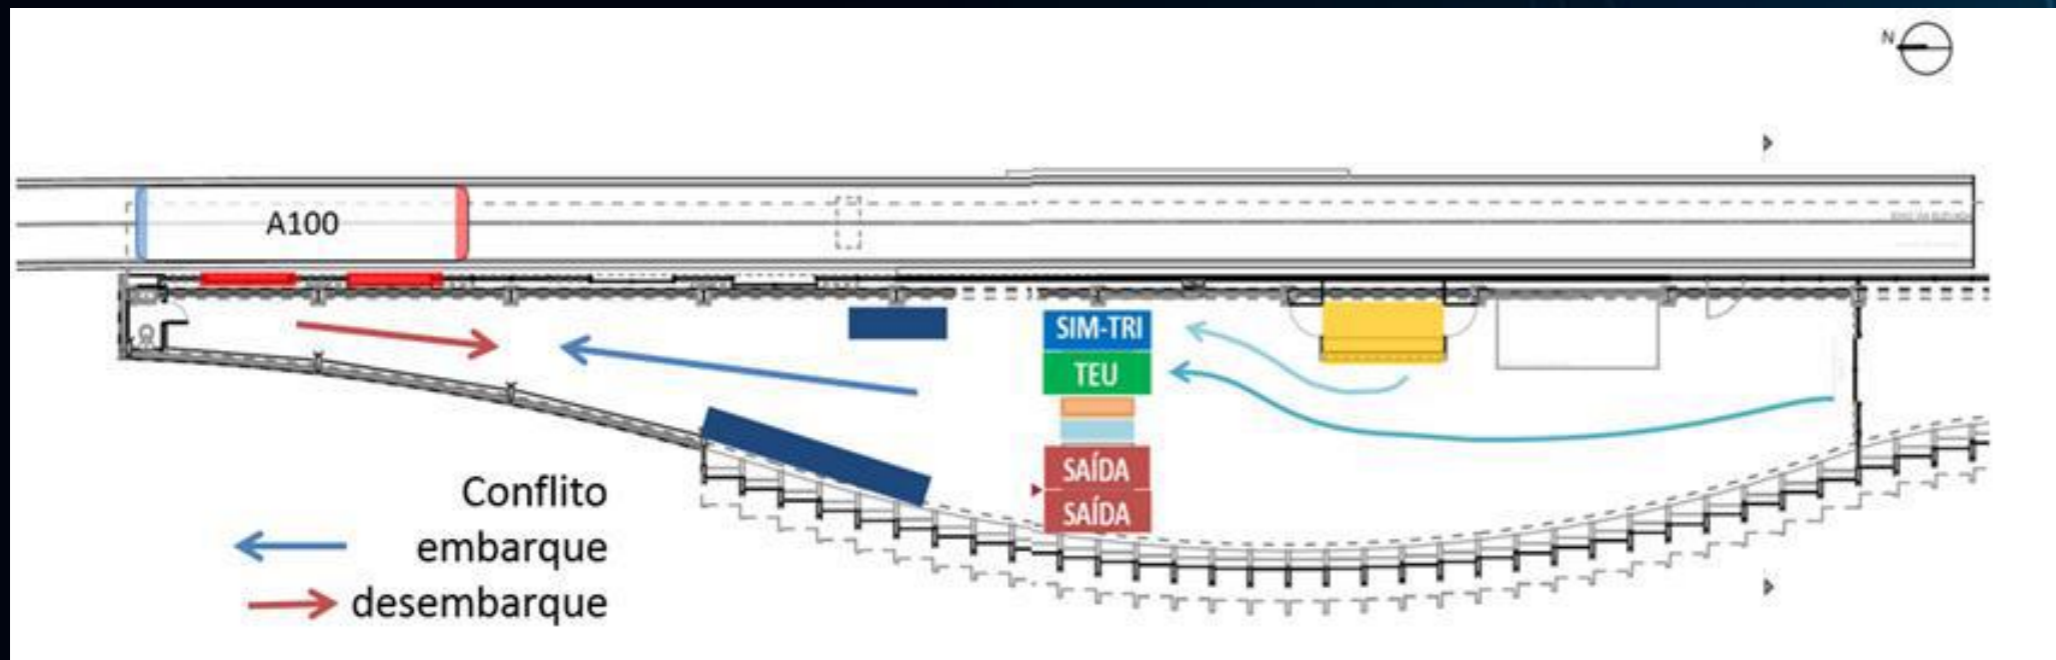 N
A100
SIM-TRI
TEU
SAÍDA
SAÍDA
Conflito
embarque
desembarque